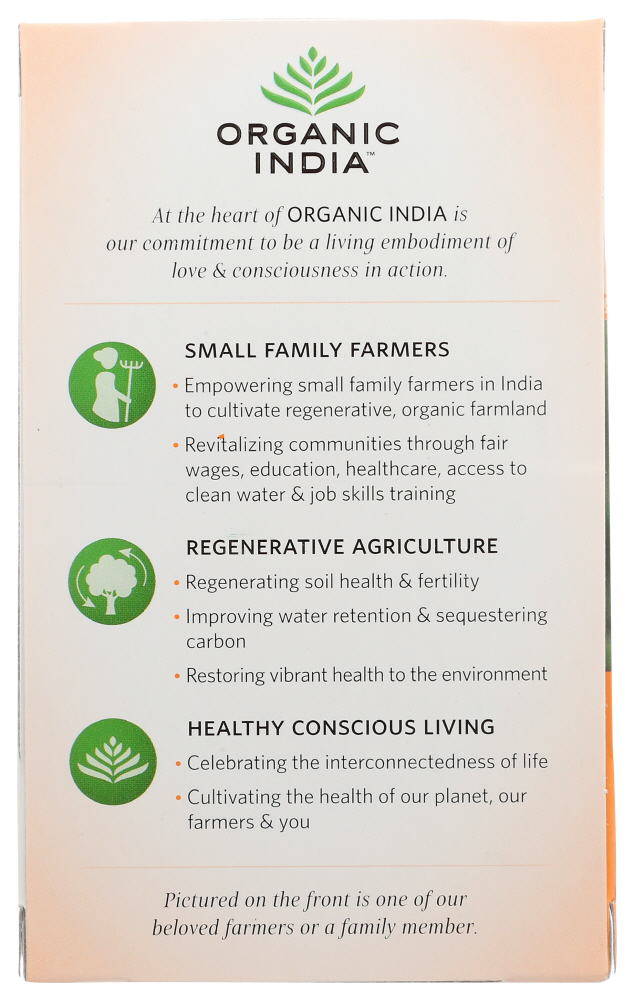 ORGANIC
INDIA™
At the heart of ORGANIC INDIA is
our commitment to be a living embodiment of
love & consciousness in action.
SMALL FAMILY FARMERS
• Empowering small family farmers in India
to cultivate regenerative, organic farmland
• Revitalizing communities through fair
wages, education, healthcare, access to
clean water & job skills training
REGENERATIVE AGRICULTURE
• Regenerating soil health & fertility
• Improving water retention & sequestering
carbon
• Restoring vibrant health to the environment
HEALTHY CONSCIOUS LIVING
• Celebrating the interconnectedness of life
• Cultivating the health of our planet, our
farmers & you
Pictured on the front is one of our
beloved farmers or a family member.